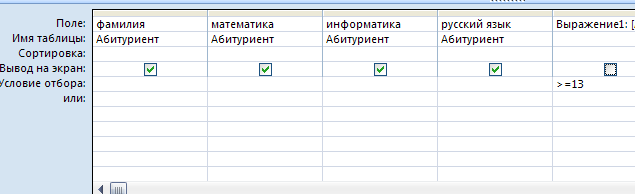 Поле: фамилия математика информатика русский язык Выражение1: [
Имя таблицы: Абитуриент Абитуриент Абитуриент Абитуриент
Сортировка:
Вывод на экран:
Условие отбора: >=13
или: